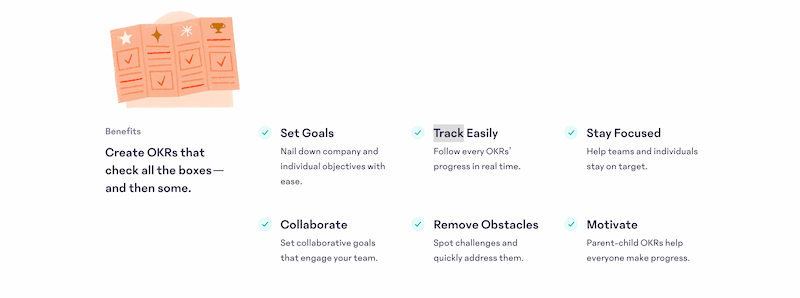 Benefits
Create OKRs that
check all the boxes—
and then some.
Set Goals
Nail down company and
individual objectives with
ease.
Track Easily
Follow every OKRs'
progress in real time.
Stay Focused
Help teams and individuals
stay on target.
Collaborate
Set collaborative goals
that engage your team.
Remove Obstacles
Spot challenges and
quickly address them.
Motivate
Parent-child OKRs help
everyone make progress.